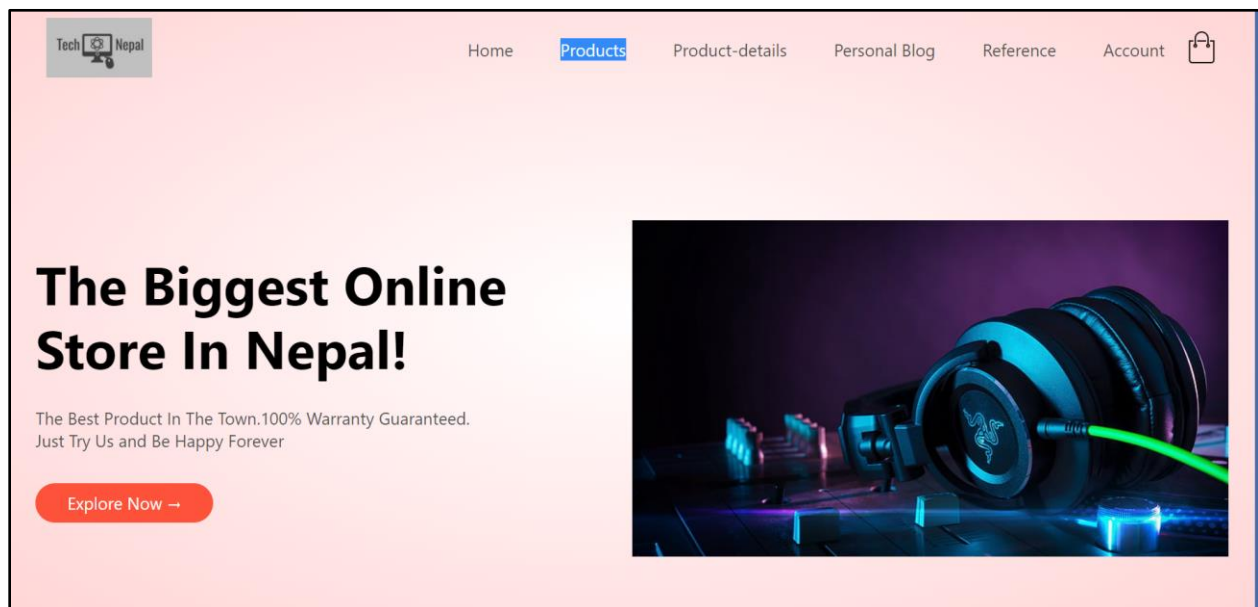 Tech Nepal
Home Products Product-details Personal Blog Reference Account
The Biggest Online
Store In Nepal!
The Best Product In The Town.100% Warranty Guaranteed.
Just Try Us and Be Happy Forever
Explore Now →